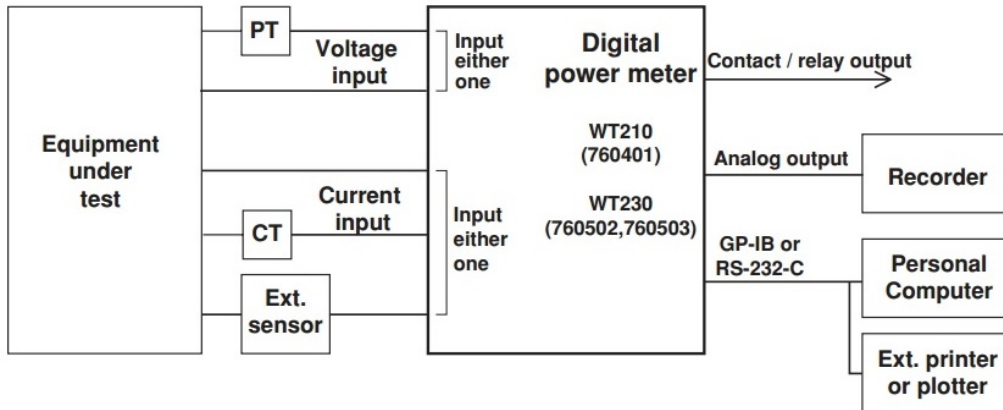 Equipment
under
test
PT
Voltage
input
Current
input
CT
Ext.
sensor
Input
either
one
Input
either
one
Digital
power meter
WT210
(760401)
WT230
(760502,760503)
Contact / relay output
Analog output
Recorder
GP-IB or
RS-232-C
Personal
Computer
Ext. printer
or plotter